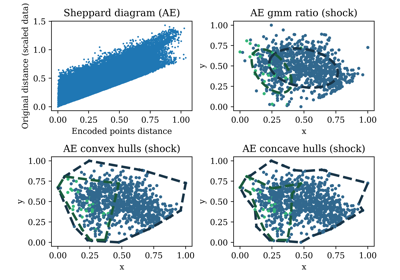 Sheppard diagram (AE)
Original distance (scaled data)
1.5
1.0
0.5
0.0
0.00 0.25 0.50 0.75 1.00
Encoded points distance
AE gmm ratio (shock)
y
1.00
0.75
0.50
0.25
0.00
0.00 0.25 0.50 0.75 1.00
x
AE convex hulls (shock)
y
1.00
0.75
0.50
0.25
0.00
0.00 0.25 0.50 0.75 1.00
x
AE concave hulls (shock)
y
1.00
0.75
0.50
0.25
0.00
0.00 0.25 0.50 0.75 1.00
x